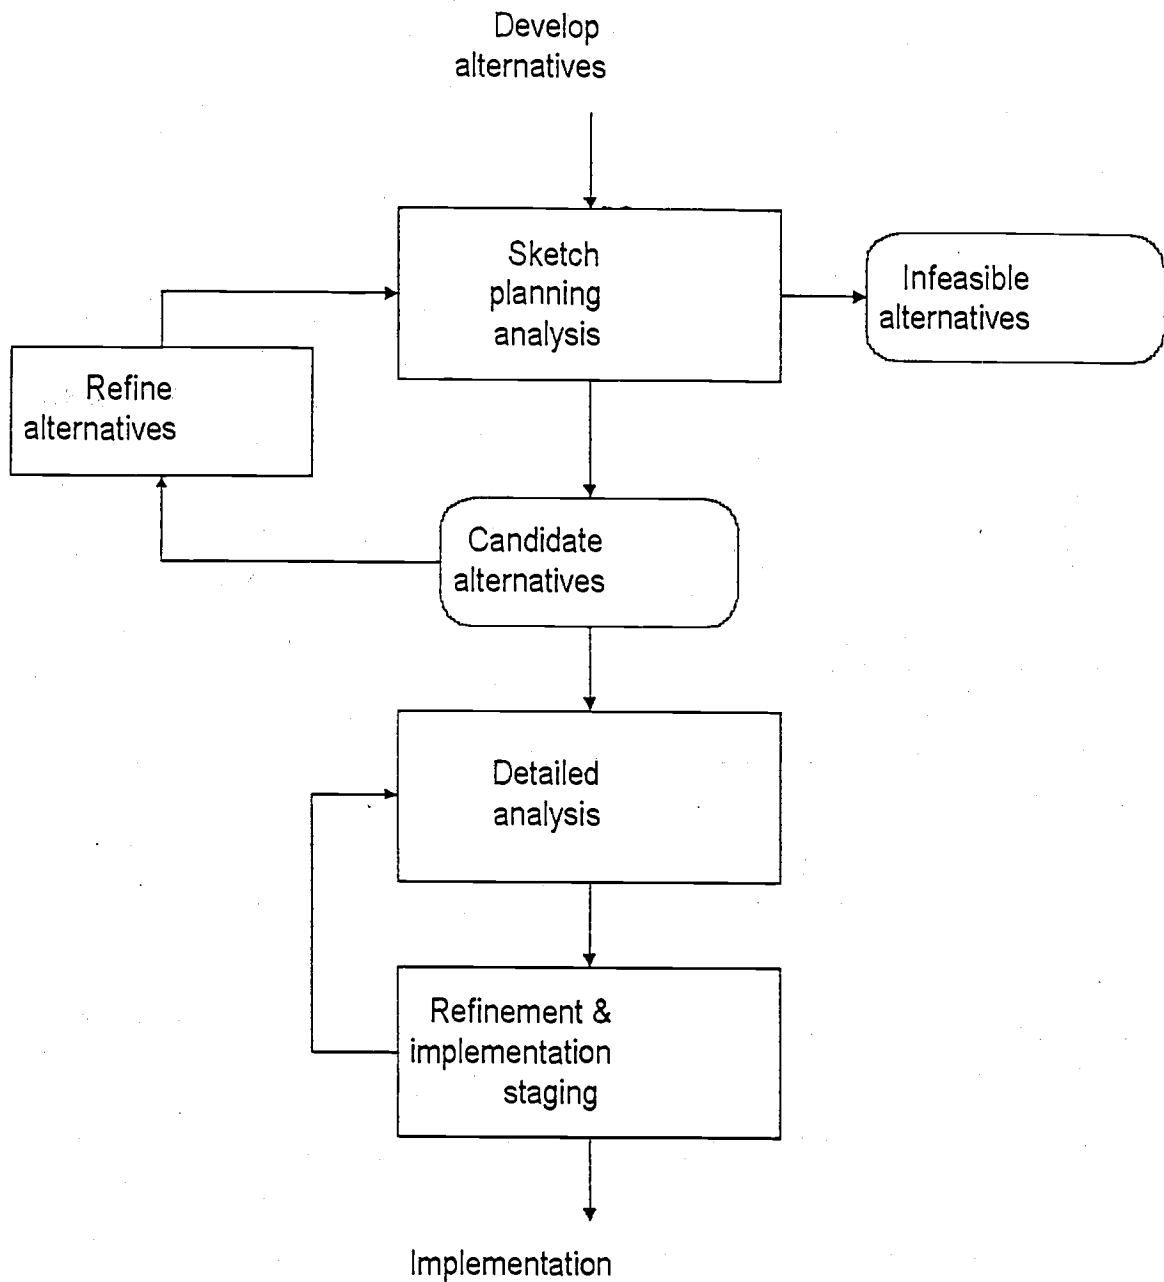 Develop
alternatives
Sketch
planning
analysis
Infeasible
alternatives
Refine
alternatives
Candidate
alternatives
Detailed
analysis
Refinement &
implementation
staging
Implementation